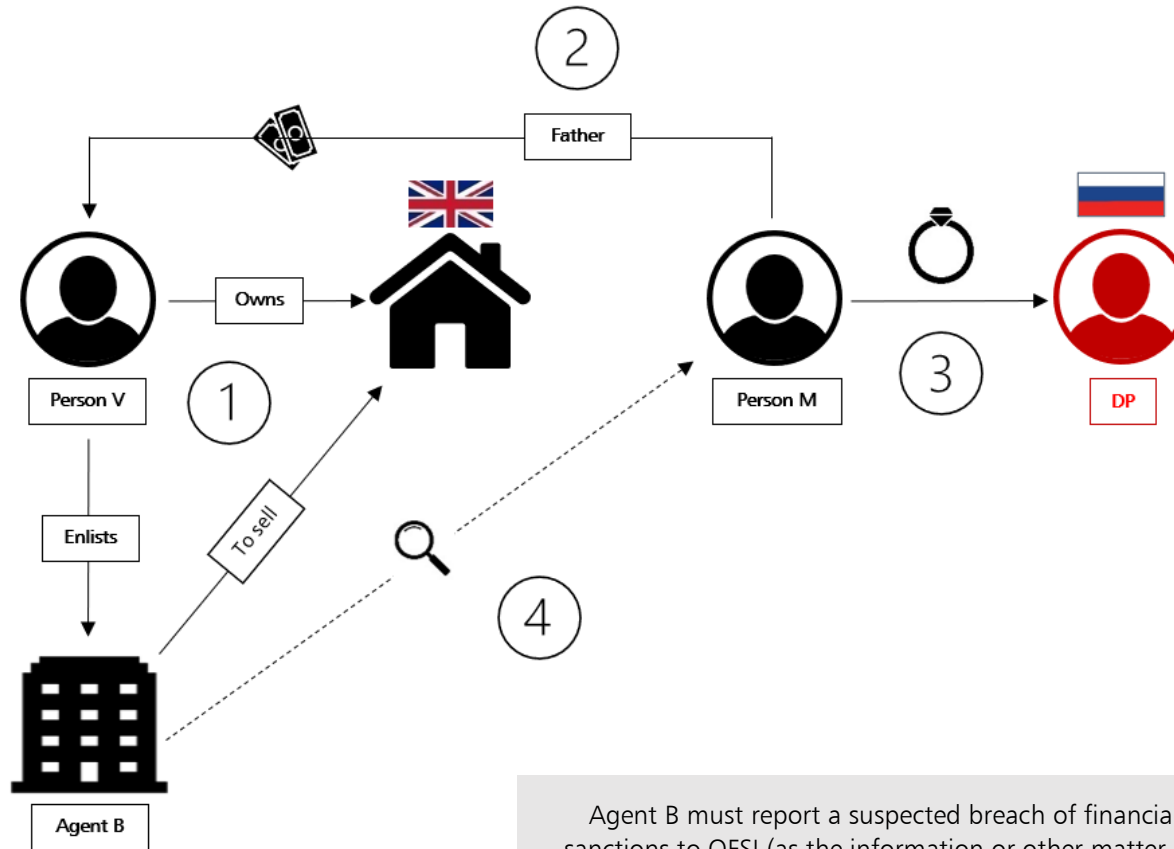 2
Father
Owns
1
Person V
Person M
3
DP
Enlists
To sell
4
Agent B
Agent B must report a suspected breach of financial
sanctions to OFSI (as the information or other matter